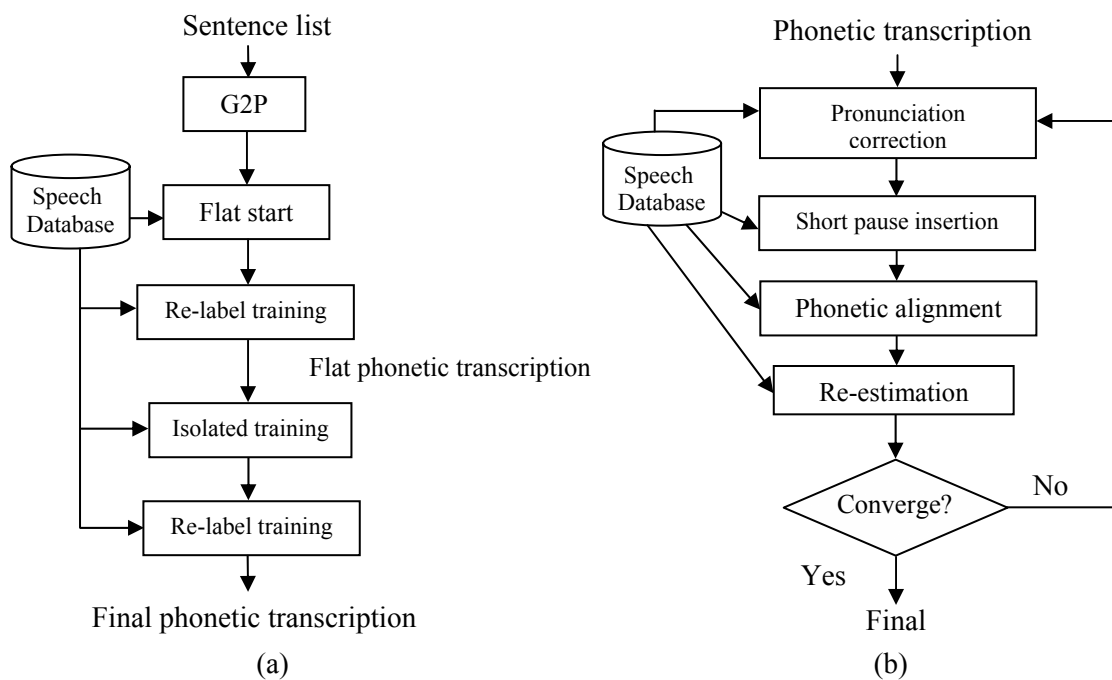 Sentence list
G2P
Speech
Database
Flat start
Re-label training
Flat phonetic transcription
Isolated training
Re-label training
Final phonetic transcription
(a)
Phonetic transcription
Pronunciation
correction
Speech
Database
Short pause insertion
Phonetic alignment
Re-estimation
Converge?
No
Yes
Final
(b)